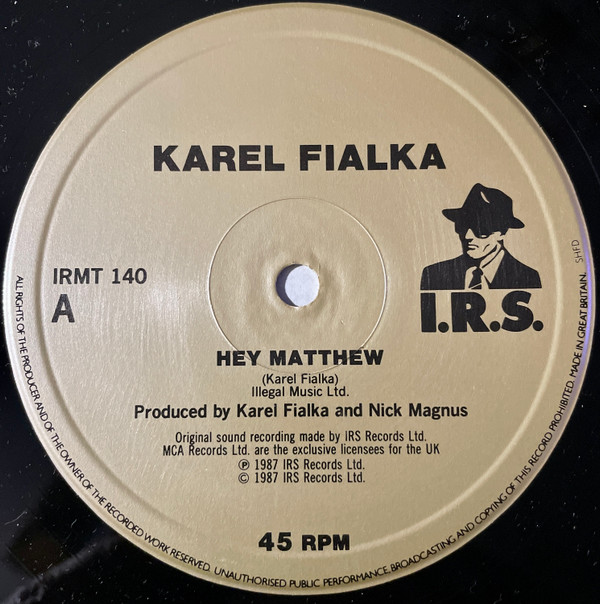 KAREL FIALKA
I.R.S.
IRMT 140
A
HEY MATTHEW
(Karel Fialka)
Illegal Music Ltd.
Produced by Karel Fialka and Nick Magnus
Original sound recording made by IRS Records Ltd.
MCA Records Ltd. are the exclusive licensees for the UK
Ⓟ 1987 IRS Records Ltd.
© 1987 IRS Records Ltd.
45 RPM
ALL RIGHTS OF THE PRODUCER AND OF THE OWNER OF THE RECORDED WORK RESERVED. UNAUTHORISED PUBLIC PERFORMANCE, BROADCASTING AND COPYING OF THIS RECORD PROHIBITED. MADE IN GREAT BRITAIN. SHFD